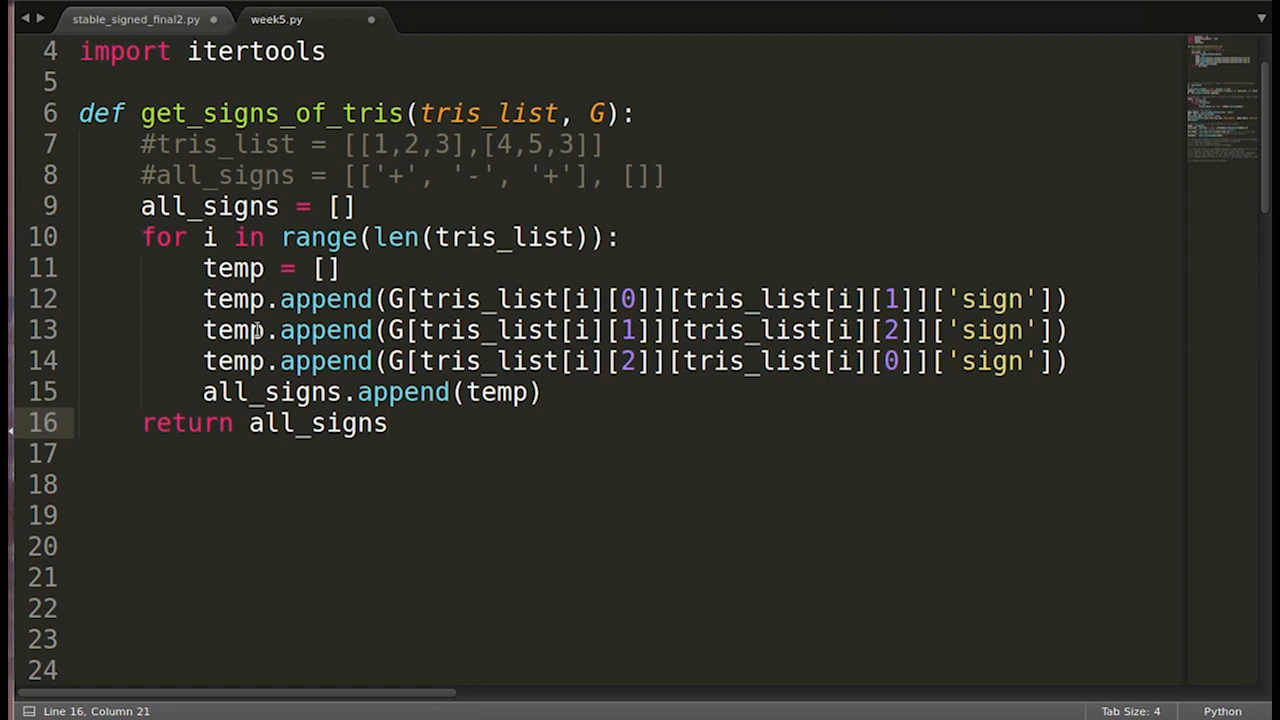 stable_signed_final2.py
week5.py
4 import itertools
5
6 def get_signs_of_tris(tris_list, G):
7 #tris_list = [[1,2,3],[4,5,3]]
8 #all_signs = [['+', '-', '+'], []]
9 all_signs = []
10 for i in range(len(tris_list)):
11 temp = []
12 temp.append(G[tris_list[i][0]][tris_list[i][1]]['sign'])
13 temp.append(G[tris_list[i][1]][tris_list[i][2]]['sign'])
14 temp.append(G[tris_list[i][2]][tris_list[i][0]]['sign'])
15 all_signs.append(temp)
16 return all_signs
17
18
19
20
21
22
23
24
Line 16, Column 21
Tab Size: 4
Python